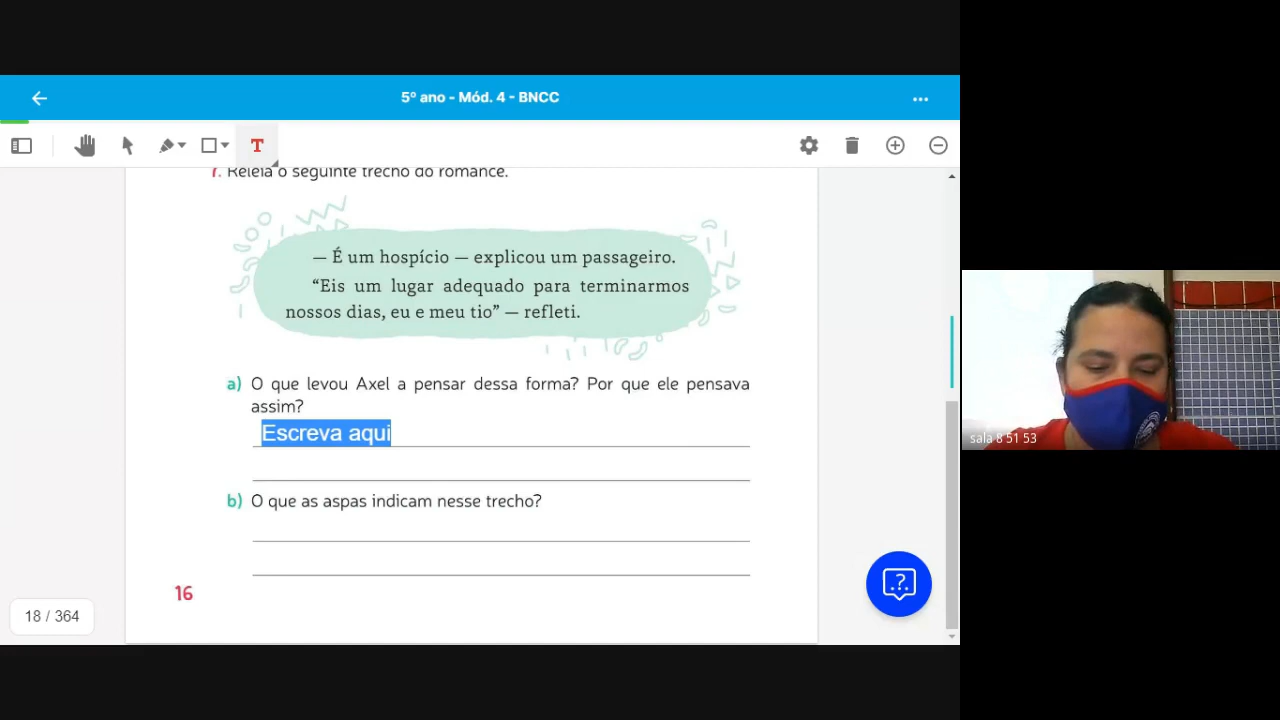 5º ano - Mód. 4 - BNCC
T
7. Releia o seguinte trecho do romance.
— É um hospício — explicou um passageiro.
“Eis um lugar adequado para terminarmos
nossos dias, eu e meu tio” — refleti.
a) O que levou Axel a pensar dessa forma? Por que ele pensava
assim?
Escreva aqui
b) O que as aspas indicam nesse trecho?
16
18 / 364
sala 8 51 53